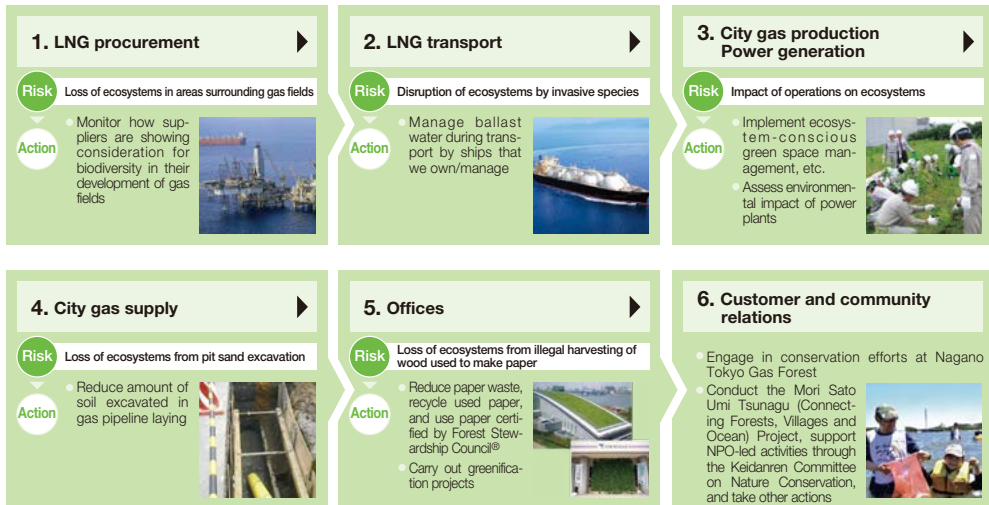 1. LNG procurement
Risk
Loss of ecosystems in areas surrounding gas fields
Action
Monitor how sup-
pliers are showing
consideration for
biodiversity in their
development of gas
fields
2. LNG transport
Risk
Disruption of ecosystems by invasive species
Action
Manage ballast
water during trans-
port by ships that
we own/manage
3. City gas production
Power generation
Risk
Impact of operations on ecosystems
Action
Implement ecosys-
tem-conscious
green space man-
agement, etc.
Assess environmen-
tal impact of power
plants
4. City gas supply
Risk
Loss of ecosystems from pit sand excavation
Action
Reduce amount of
soil excavated in
gas pipeline laying
5. Offices
Risk
Loss of ecosystems from illegal harvesting of
wood used to make paper
Action
Reduce paper waste,
recycle used paper,
and use paper certi-
fied by Forest Stew-
ardship Council®
Carry out greenifica-
tion projects
6. Customer and community
relations
Engage in conservation efforts at Nagano
Tokyo Gas Forest
Conduct the Mori Sato
Umi Tsunagu (Connect-
ing Forests, Villages and
Ocean) Project, support
NPO-led activities through
the Keidanren Committee
on Nature Conservation,
and take other actions